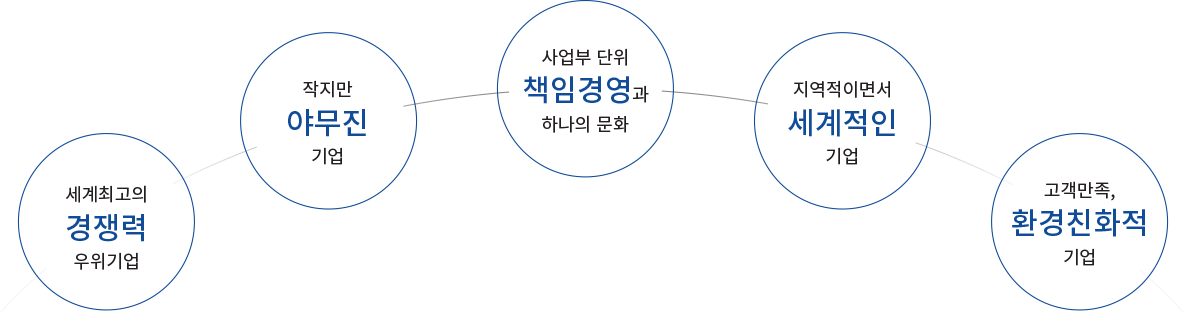 세계최고의
경쟁력
우위기업
작지만
야무진
기업
사업부 단위
책임경영과
하나의 문화
지역적이면서
세계적인
기업
고객만족,
환경친화적
기업